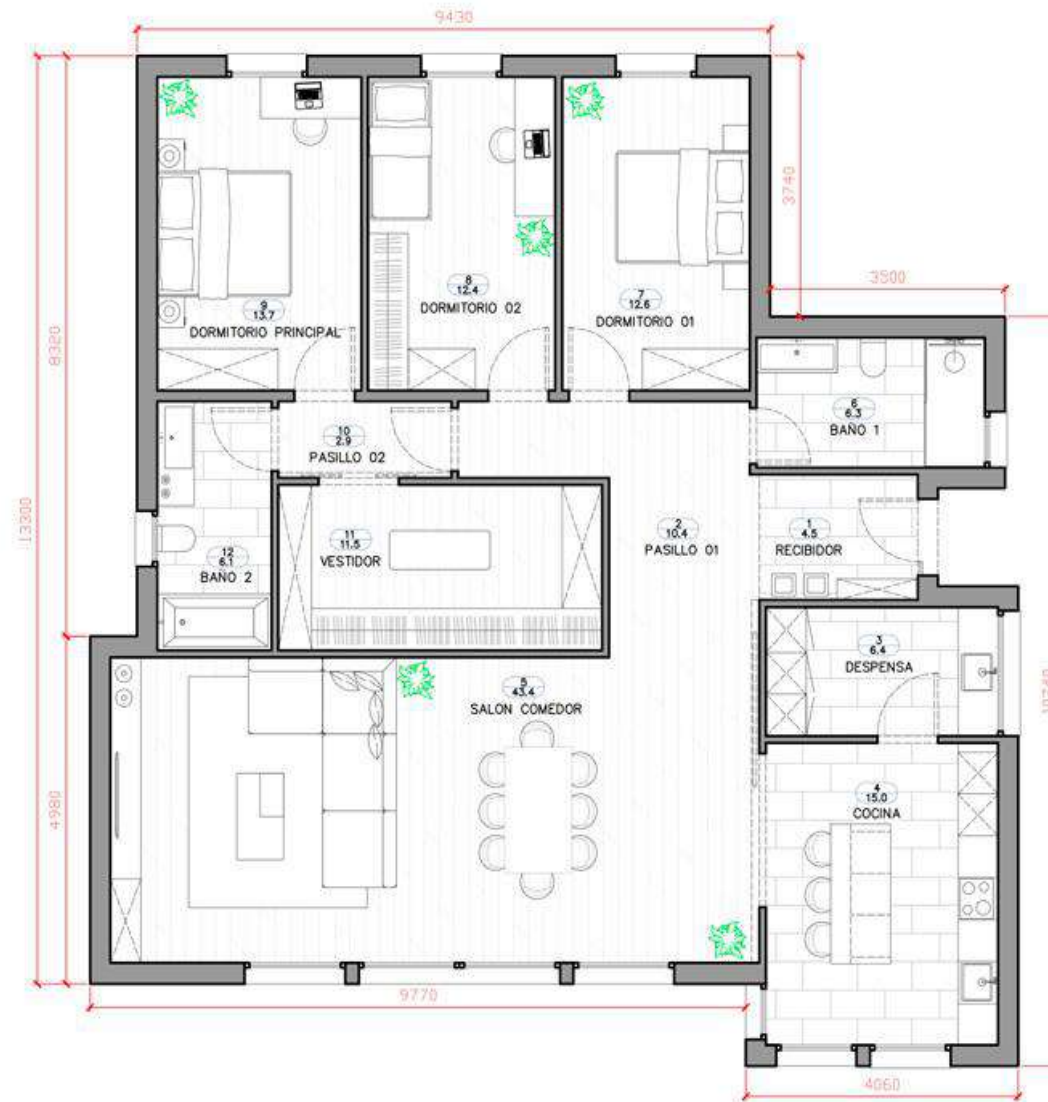 9430
3740
3500
8320
13300
9
13.7
DORMITORIO PRINCIPAL
8
12.4
DORMITORIO 02
7
12.6
DORMITORIO 01
6
6.3
BAÑO 1
10
2.9
PASILLO 02
11
11.5
VESTIDOR
12
6.1
BAÑO 2
2
10.4
PASILLO 01
1
4.5
RECIBIDOR
3
6.4
DESPENSA
5
43.4
SALON COMEDOR
4
15.0
COCINA
4980
9770
4060